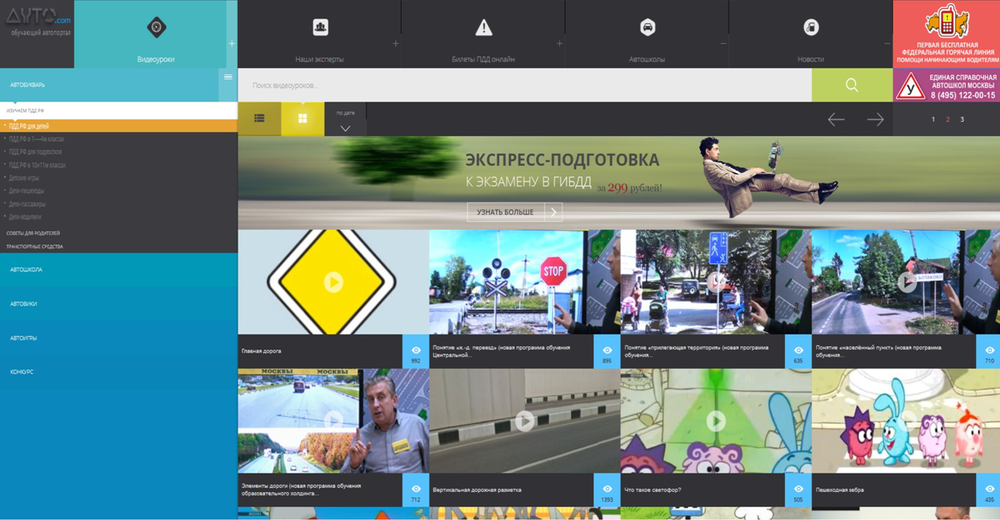 АУТО.com
обучающий автопортал
Видеоуроки
Наши эксперты
Билеты ПДД онлайн
Автошколы
Новости
ПЕРВАЯ БЕСПЛАТНАЯ
ФЕДЕРАЛЬНАЯ ГОРЯЧАЯ ЛИНИЯ
ПОМОЩИ НАЧИНАЮЩИМ ВОДИТЕЛЯМ
АВТОБУКВАРЬ
Поиск видеоуроков...
У
ЕДИНАЯ СПРАВОЧНАЯ
АВТОШКОЛ МОСКВЫ
8 (495) 122-00-15
ИЗУЧАЕМ ПДД РФ
ПДД РФ для детей
ПДД РФ в 1—4м классах
ПДД РФ для подростков
ПДД РФ в 10и11м классах
Детские игры
Дети-пешеходы
Дети-пассажиры
Дети-водители
СОВЕТЫ ДЛЯ РОДИТЕЛЕЙ
ТРАНСПОРТНЫЕ СРЕДСТВА
АВТОШКОЛА
АВТОВИКИ
АВТОИГРЫ
КОНКУРС
по дате
1 2 3
ЭКСПРЕСС-ПОДГОТОВКА
К ЭКЗАМЕНУ В ГИБДД за 299 рублей!
УЗНАТЬ БОЛЬШЕ
STOP
БОТАКОВО
Главная дорога
992
Понятие «ж.-д. переезд» (новая программа обучения
Центральной...
895
Понятие «прилегающая территория» (новая программа
обучения...
635
Понятие «населённый пункт» (новая программа
обучения...
710
МОСКВЫ МОСКВЫ
Элементы дороги (новая программа обучения
образовательного холдинга...
712
Вертикальная дорожная разметка
1393
Что такое светофор?
505
Пешеходная зебра
435